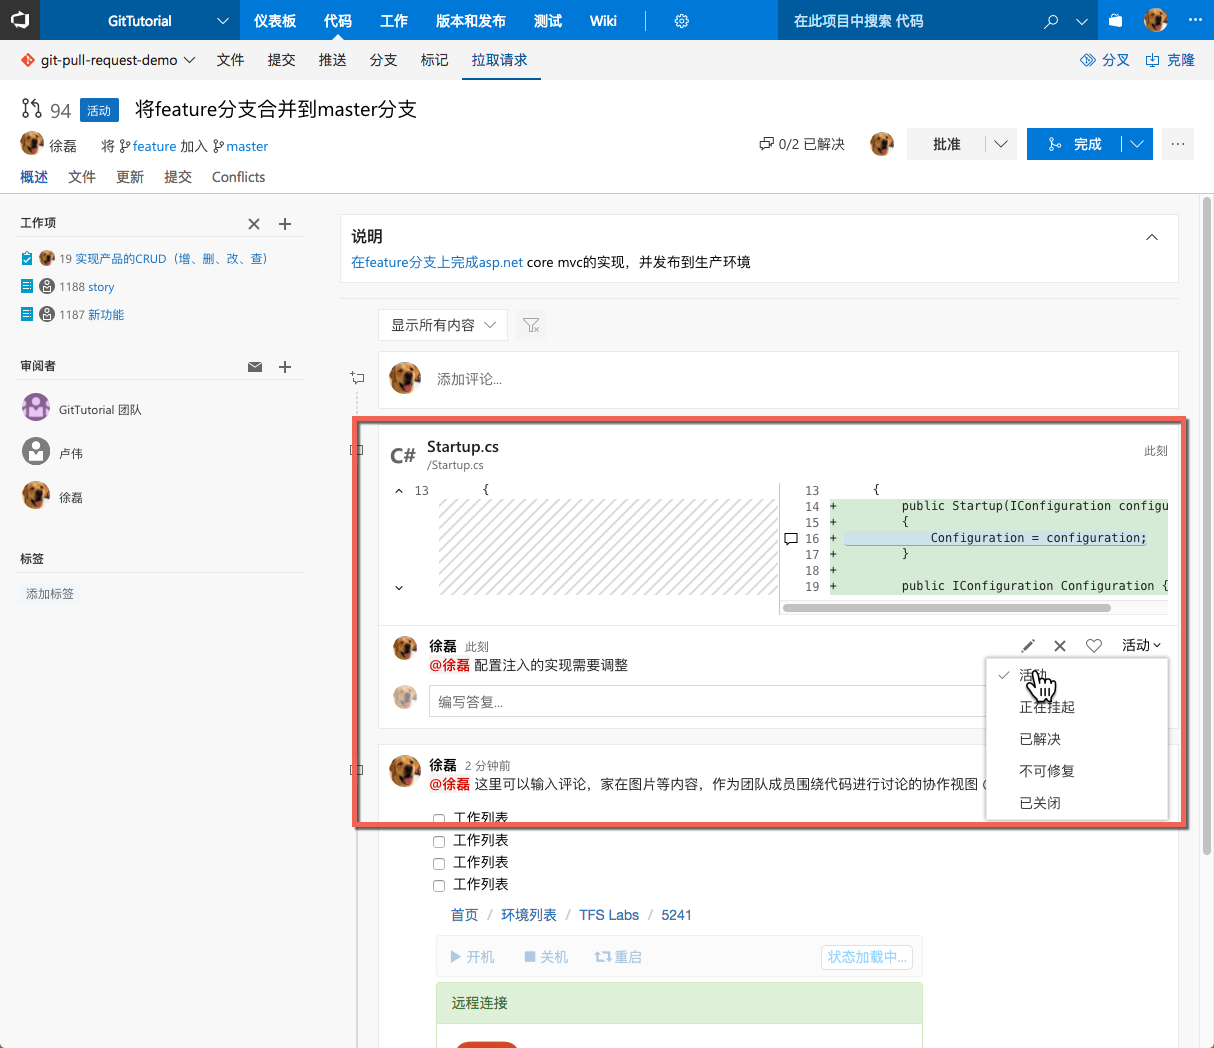 GitTutorial 仪表板 代码 工作 版本和发布 测试 Wiki 在此项目中搜索 代码
git-pull-request-demo 文件 提交 推送 分支 标记 拉取请求 分叉 克隆
94 活动 将feature分支合并到master分支
徐磊 将 feature 加入 master 0/2 已解决 批准 完成
概述 文件 更新 提交 Conflicts
工作项
19 实现产品的CRUD（增、删、改、查）
1188 story
1187 新功能
审阅者
GitTutorial 团队
卢伟
徐磊
标签
添加标签
说明
在feature分支上完成asp.net core mvc的实现，并发布到生产环境
显示所有内容
添加评论...
C# Startup.cs 此刻
/Startup.cs
13 { 13 {
14 + public Startup(IConfiguration configu
15 + {
16 + Configuration = configuration;
17 + }
18 +
19 + public IConfiguration Configuration {
徐磊 此刻 活动
@徐磊 配置注入的实现需要调整
编写答复...
活动
正在挂起
已解决
不可修复
已关闭
徐磊 2 分钟前
@徐磊 这里可以输入评论，家在图片等内容，作为团队成员围绕代码进行讨论的协作视图
工作列表
工作列表
工作列表
工作列表
首页 / 环境列表 / TFS Labs / 5241
开机 关机 重启 状态加载中...
远程连接